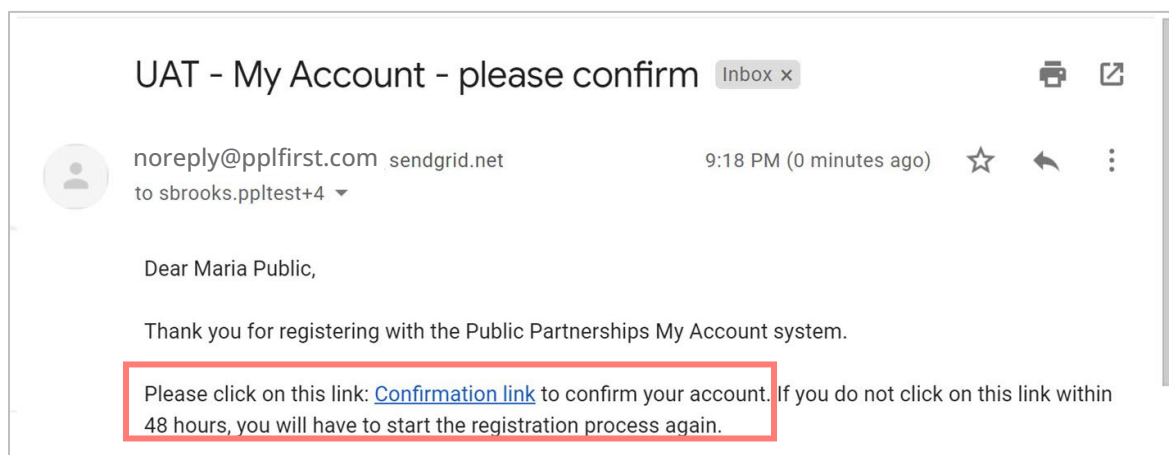 UAT - My Account - please confirm Inbox x
noreply@pplfirst.com sendgrid.net 9:18 PM (0 minutes ago)
to sbrooks.ppltest+4
Dear Maria Public,
Thank you for registering with the Public Partnerships My Account system.
Please click on this link: Confirmation link to confirm your account. If you do not click on this link within
48 hours, you will have to start the registration process again.